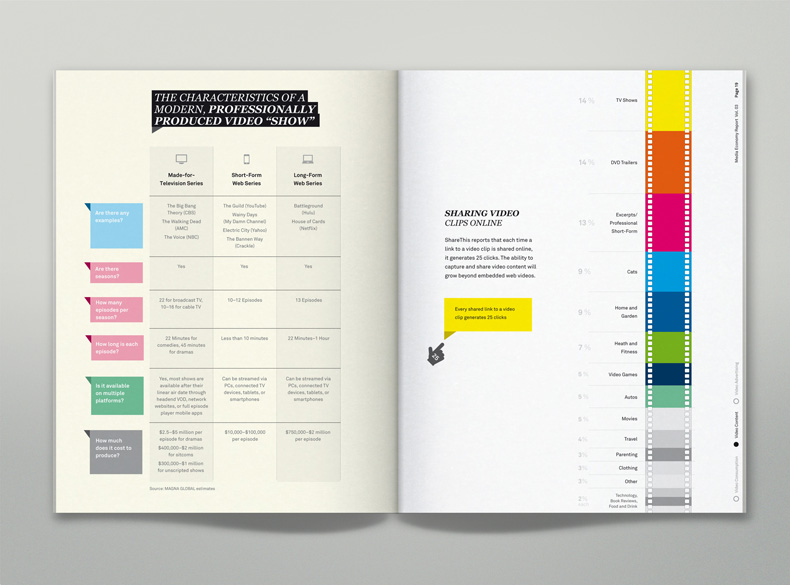 THE CHARACTERISTICS OF A
MODERN, PROFESSIONALLY
PRODUCED VIDEO “SHOW”
Made-for-
Television Series
Short-Form
Web Series
Long-Form
Web Series
Are there any
examples?
The Big Bang
Theory (CBS)
The Walking Dead
(AMC)
The Voice (NBC)
The Guild (YouTube)
Wainy Days
(My Damn Channel)
Electric City (Yahoo)
The Bannen Way
(Crackle)
Battleground
(Hulu)
House of Cards
(Netflix)
Are there
seasons?
Yes
Yes
Yes
How many
episodes per
season?
22 for broadcast TV,
10–16 for cable TV
10–12 Episodes
13 Episodes
How long is each
episode?
22 Minutes for
comedies, 45 minutes
for dramas
Less than 10 minutes
22 Minutes–1 Hour
Is it available
on multiple
platforms?
Yes, most shows are
available after their
linear air date through
headend VOD, network
websites, or full episode
player mobile apps
Can be streamed via
PCs, connected TV
devices, tablets, or
smartphones
Can be streamed via
PCs, connected TV
devices, tablets, or
smartphones
How much
does it cost to
produce?
$2.5–$5 million per
episode for dramas
$400,000–$2 million
for sitcoms
$300,000–$1 million
for unscripted shows
$10,000–$100,000
per episode
$750,000–$2 million
per episode
Source: MAGNA GLOBAL estimates
SHARING VIDEO
CLIPS ONLINE
ShareThis reports that each time a
link to a video clip is shared online,
it generates 25 clicks. The ability to
capture and share video content will
grow beyond embedded web videos.
Every shared link to a video
clip generates 25 clicks
25
14 % TV Shows
14 % DVD Trailers
13 % Excerpts/
Professional
Short-Form
9 % Cats
9 % Home and
Garden
7 % Heath and
Fitness
% Video Games
% Autos
% Movies
% Travel
% Parenting
3% Clothing
% Other
2% Technology,
Book Reviews,
Food and Drink
Media Economy Report Vol. 03 Page 19
Video Advertising
Video Content
Video Consumption